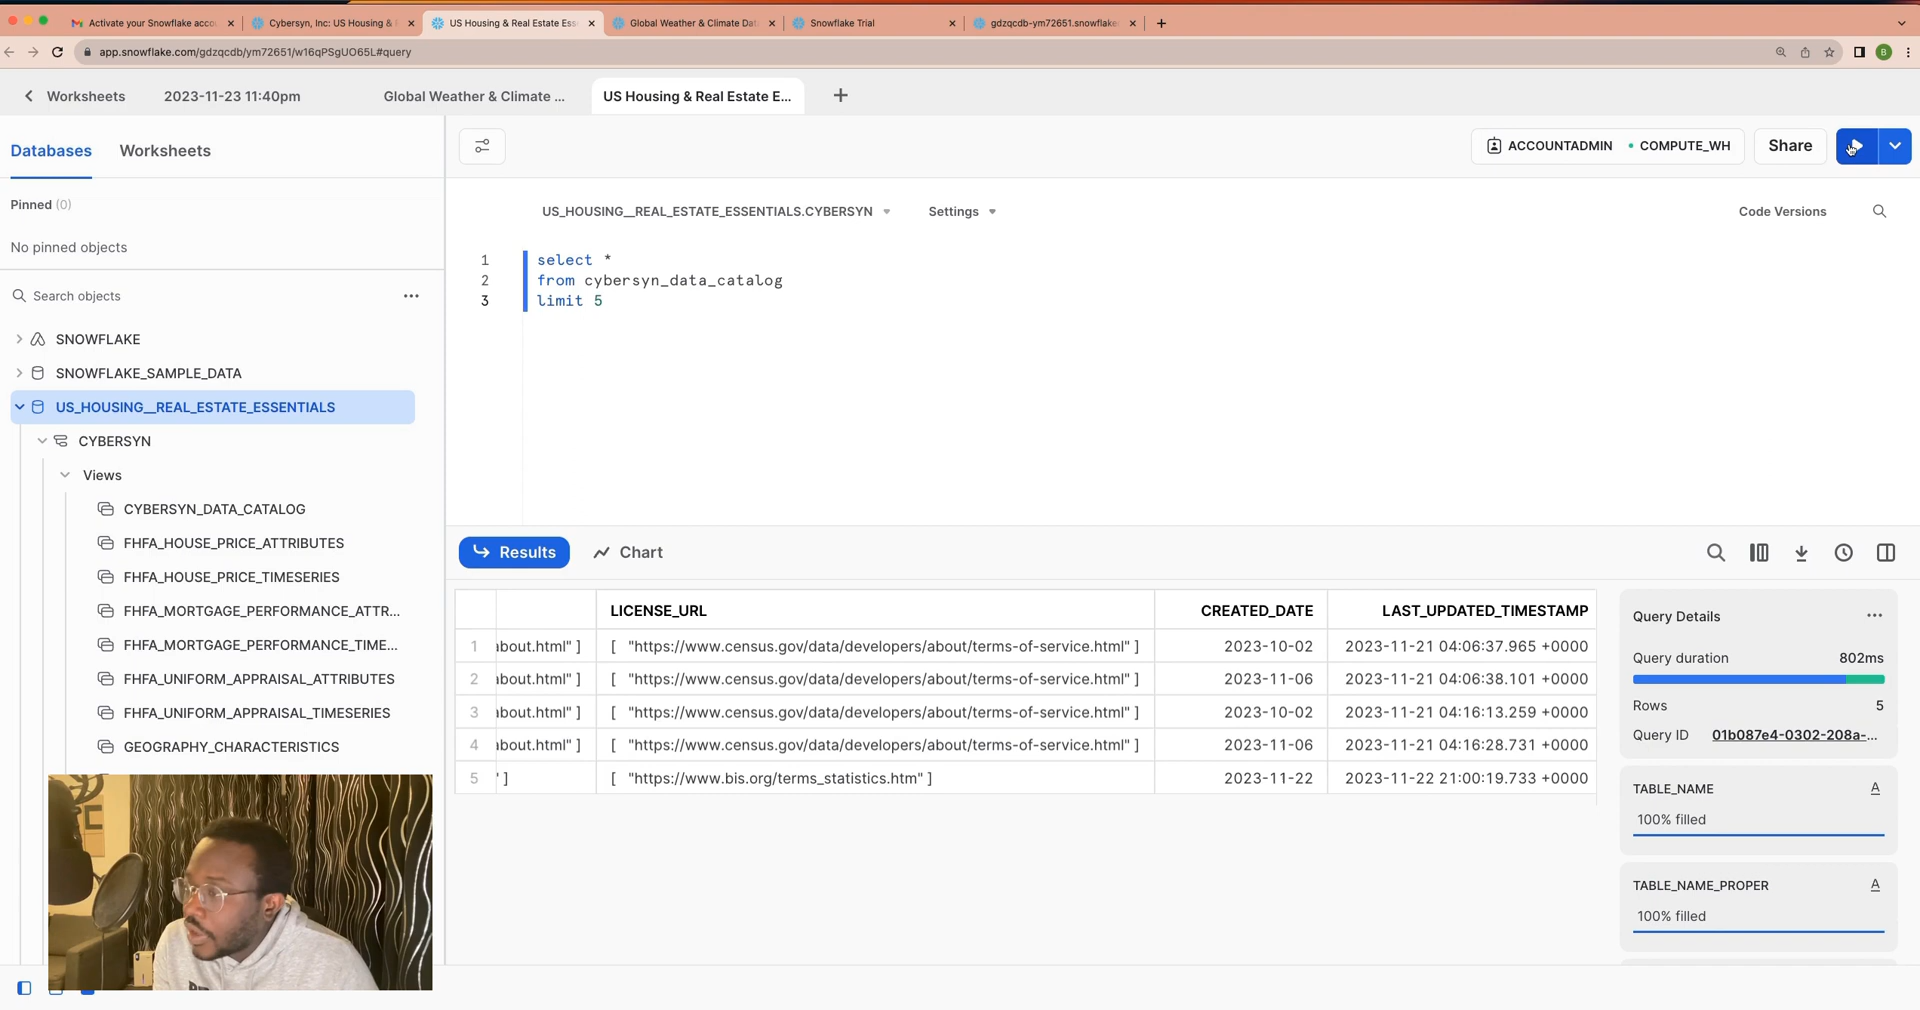 Activate your Snowflake accou
Cybersyn, Inc: US Housing &
US Housing & Real Estate Ess
Global Weather & Climate Dat
Snowflake Trial
gdzqcdb-ym72651.snowflake
app.snowflake.com/gdzqcdb/ym72651/w16qPSgUO65L#query
B
Worksheets
2023-11-23 11:40pm
Global Weather & Climate ...
US Housing & Real Estate E...
Databases
Worksheets
ACCOUNTADMIN
COMPUTE_WH
Share
Pinned (0)
No pinned objects
Search objects
SNOWFLAKE
SNOWFLAKE_SAMPLE_DATA
US_HOUSING__REAL_ESTATE_ESSENTIALS
CYBERSYN
Views
CYBERSYN_DATA_CATALOG
FHFA_HOUSE_PRICE_ATTRIBUTES
FHFA_HOUSE_PRICE_TIMESERIES
FHFA_MORTGAGE_PERFORMANCE_ATTR...
FHFA_MORTGAGE_PERFORMANCE_TIME...
FHFA_UNIFORM_APPRAISAL_ATTRIBUTES
FHFA_UNIFORM_APPRAISAL_TIMESERIES
GEOGRAPHY_CHARACTERISTICS
US_HOUSING__REAL_ESTATE_ESSENTIALS.CYBERSYN
Settings
Code Versions
1 select *
2 from cybersyn_data_catalog
3 limit 5
Results
Chart
LICENSE_URL CREATED_DATE LAST_UPDATED_TIMESTAMP
1 about.html" ] [ "https://www.census.gov/data/developers/about/terms-of-service.html" ] 2023-10-02 2023-11-21 04:06:37.965 +0000
2 about.html" ] [ "https://www.census.gov/data/developers/about/terms-of-service.html" ] 2023-11-06 2023-11-21 04:06:38.101 +0000
3 about.html" ] [ "https://www.census.gov/data/developers/about/terms-of-service.html" ] 2023-10-02 2023-11-21 04:16:13.259 +0000
4 about.html" ] [ "https://www.census.gov/data/developers/about/terms-of-service.html" ] 2023-11-06 2023-11-21 04:16:28.731 +0000
5 " ] [ "https://www.bis.org/terms_statistics.htm" ] 2023-11-22 2023-11-22 21:00:19.733 +0000
Query Details
Query duration 802ms
Rows 5
Query ID 01b087e4-0302-208a-...
TABLE_NAME A
100% filled
TABLE_NAME_PROPER A
100% filled